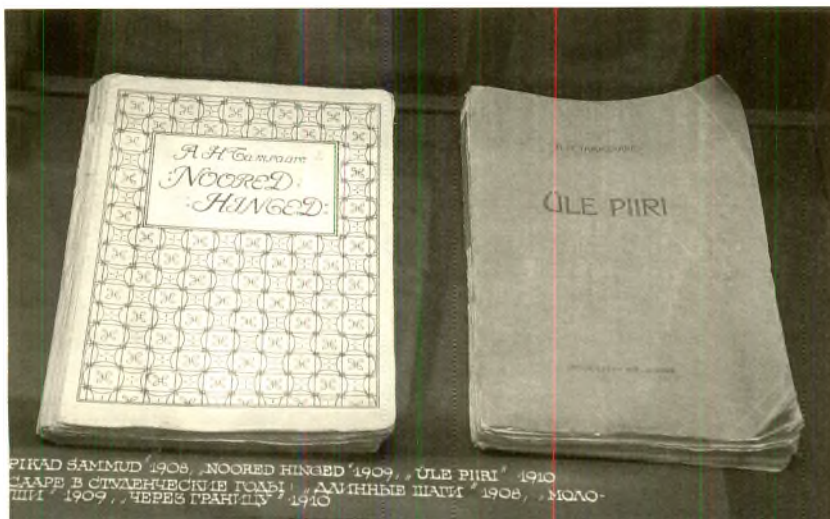 A H Tamsaare
:NOORED:
:HINGED:
A.H. TAMMSAARE
ÜLE PIIRI
PIKAD SAMMUD" 1908, „NOORED HINGED" 1909, „ÜLE PIIRI" 1910
СААРЕ В СТУДЕНЧЕСКИЕ ГОДЫ: „ДЛИННЫЕ ШАГИ" 1908, „МОЛО-
ШИ" 1909, „ЧЕРЕЗ ГРАНИЦУ" 1910